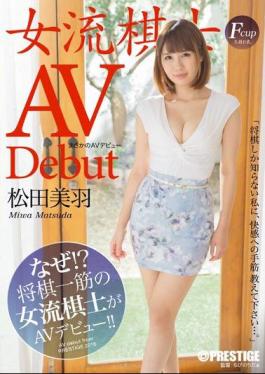 女流棋士
Fcup
AV
まさかのAVデビュー
Debut
松田美羽
Miwa Matsuda
「将棋しか知らない私に、快感への手筋 教えて下さい…。」
なぜ!?
将棋一筋の
女流棋士が
AVデビュー!!
AV debut from
PRESTIGE